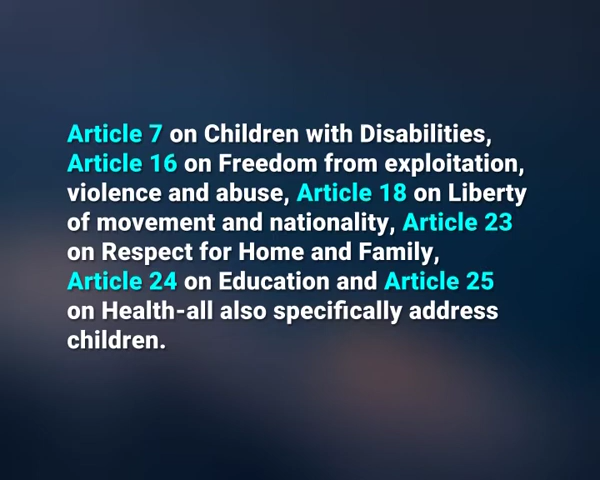 Article 7 on Children with Disabilities,
Article 16 on Freedom from exploitation,
violence and abuse, Article 18 on Liberty
of movement and nationality, Article 23
on Respect for Home and Family,
Article 24 on Education and Article 25
on Health-all also specifically address
children.